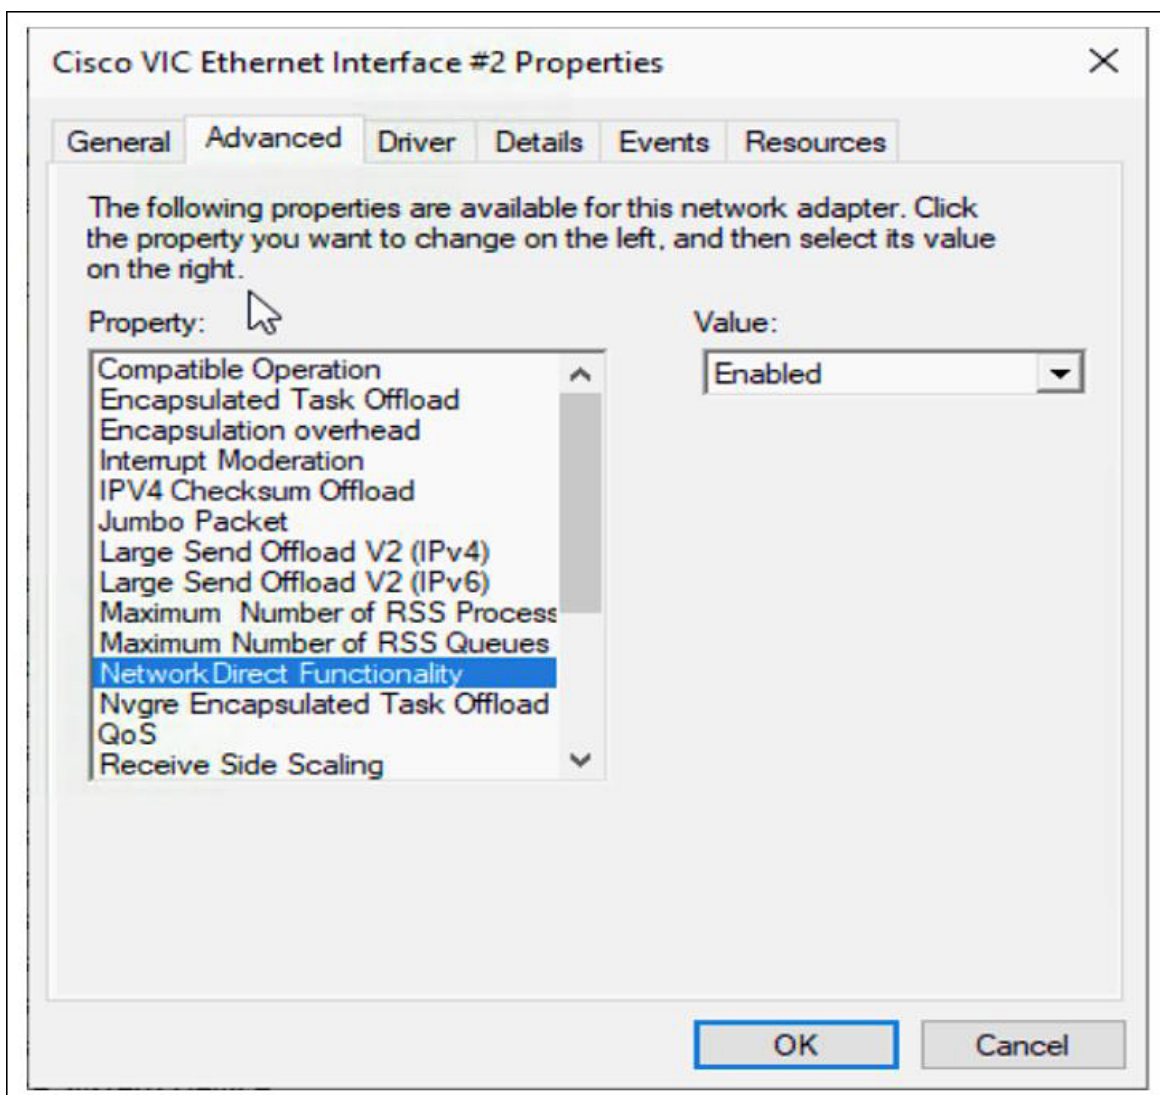 Cisco VIC Ethernet Interface #2 Properties
General Advanced Driver Details Events Resources
The following properties are available for this network adapter. Click
the property you want to change on the left, and then select its value
on the right.
Property:
Value:
Compatible Operation
Encapsulated Task Offload
Encapsulation overhead
Interrupt Moderation
IPV4 Checksum Offload
Jumbo Packet
Large Send Offload V2 (IPv4)
Large Send Offload V2 (IPv6)
Maximum Number of RSS Process
Maximum Number of RSS Queues
NetworkDirect Functionality
Nvgre Encapsulated Task Offload
QoS
Receive Side Scaling
Enabled
OK Cancel